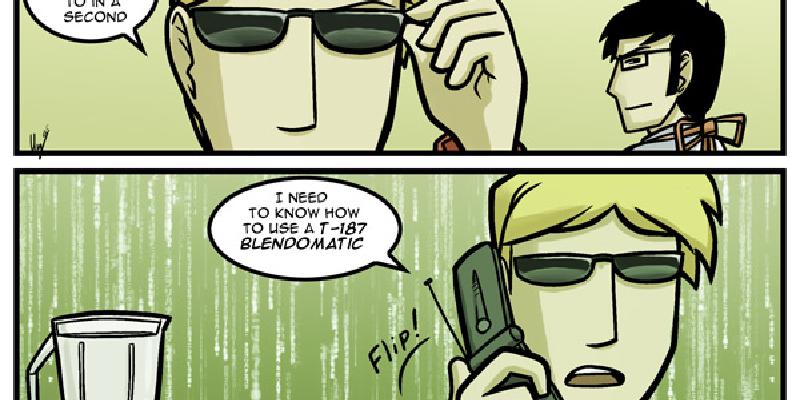 TO IN A
SECOND
I NEED
TO KNOW HOW
TO USE A T-187
BLENDOMATIC
Flip!